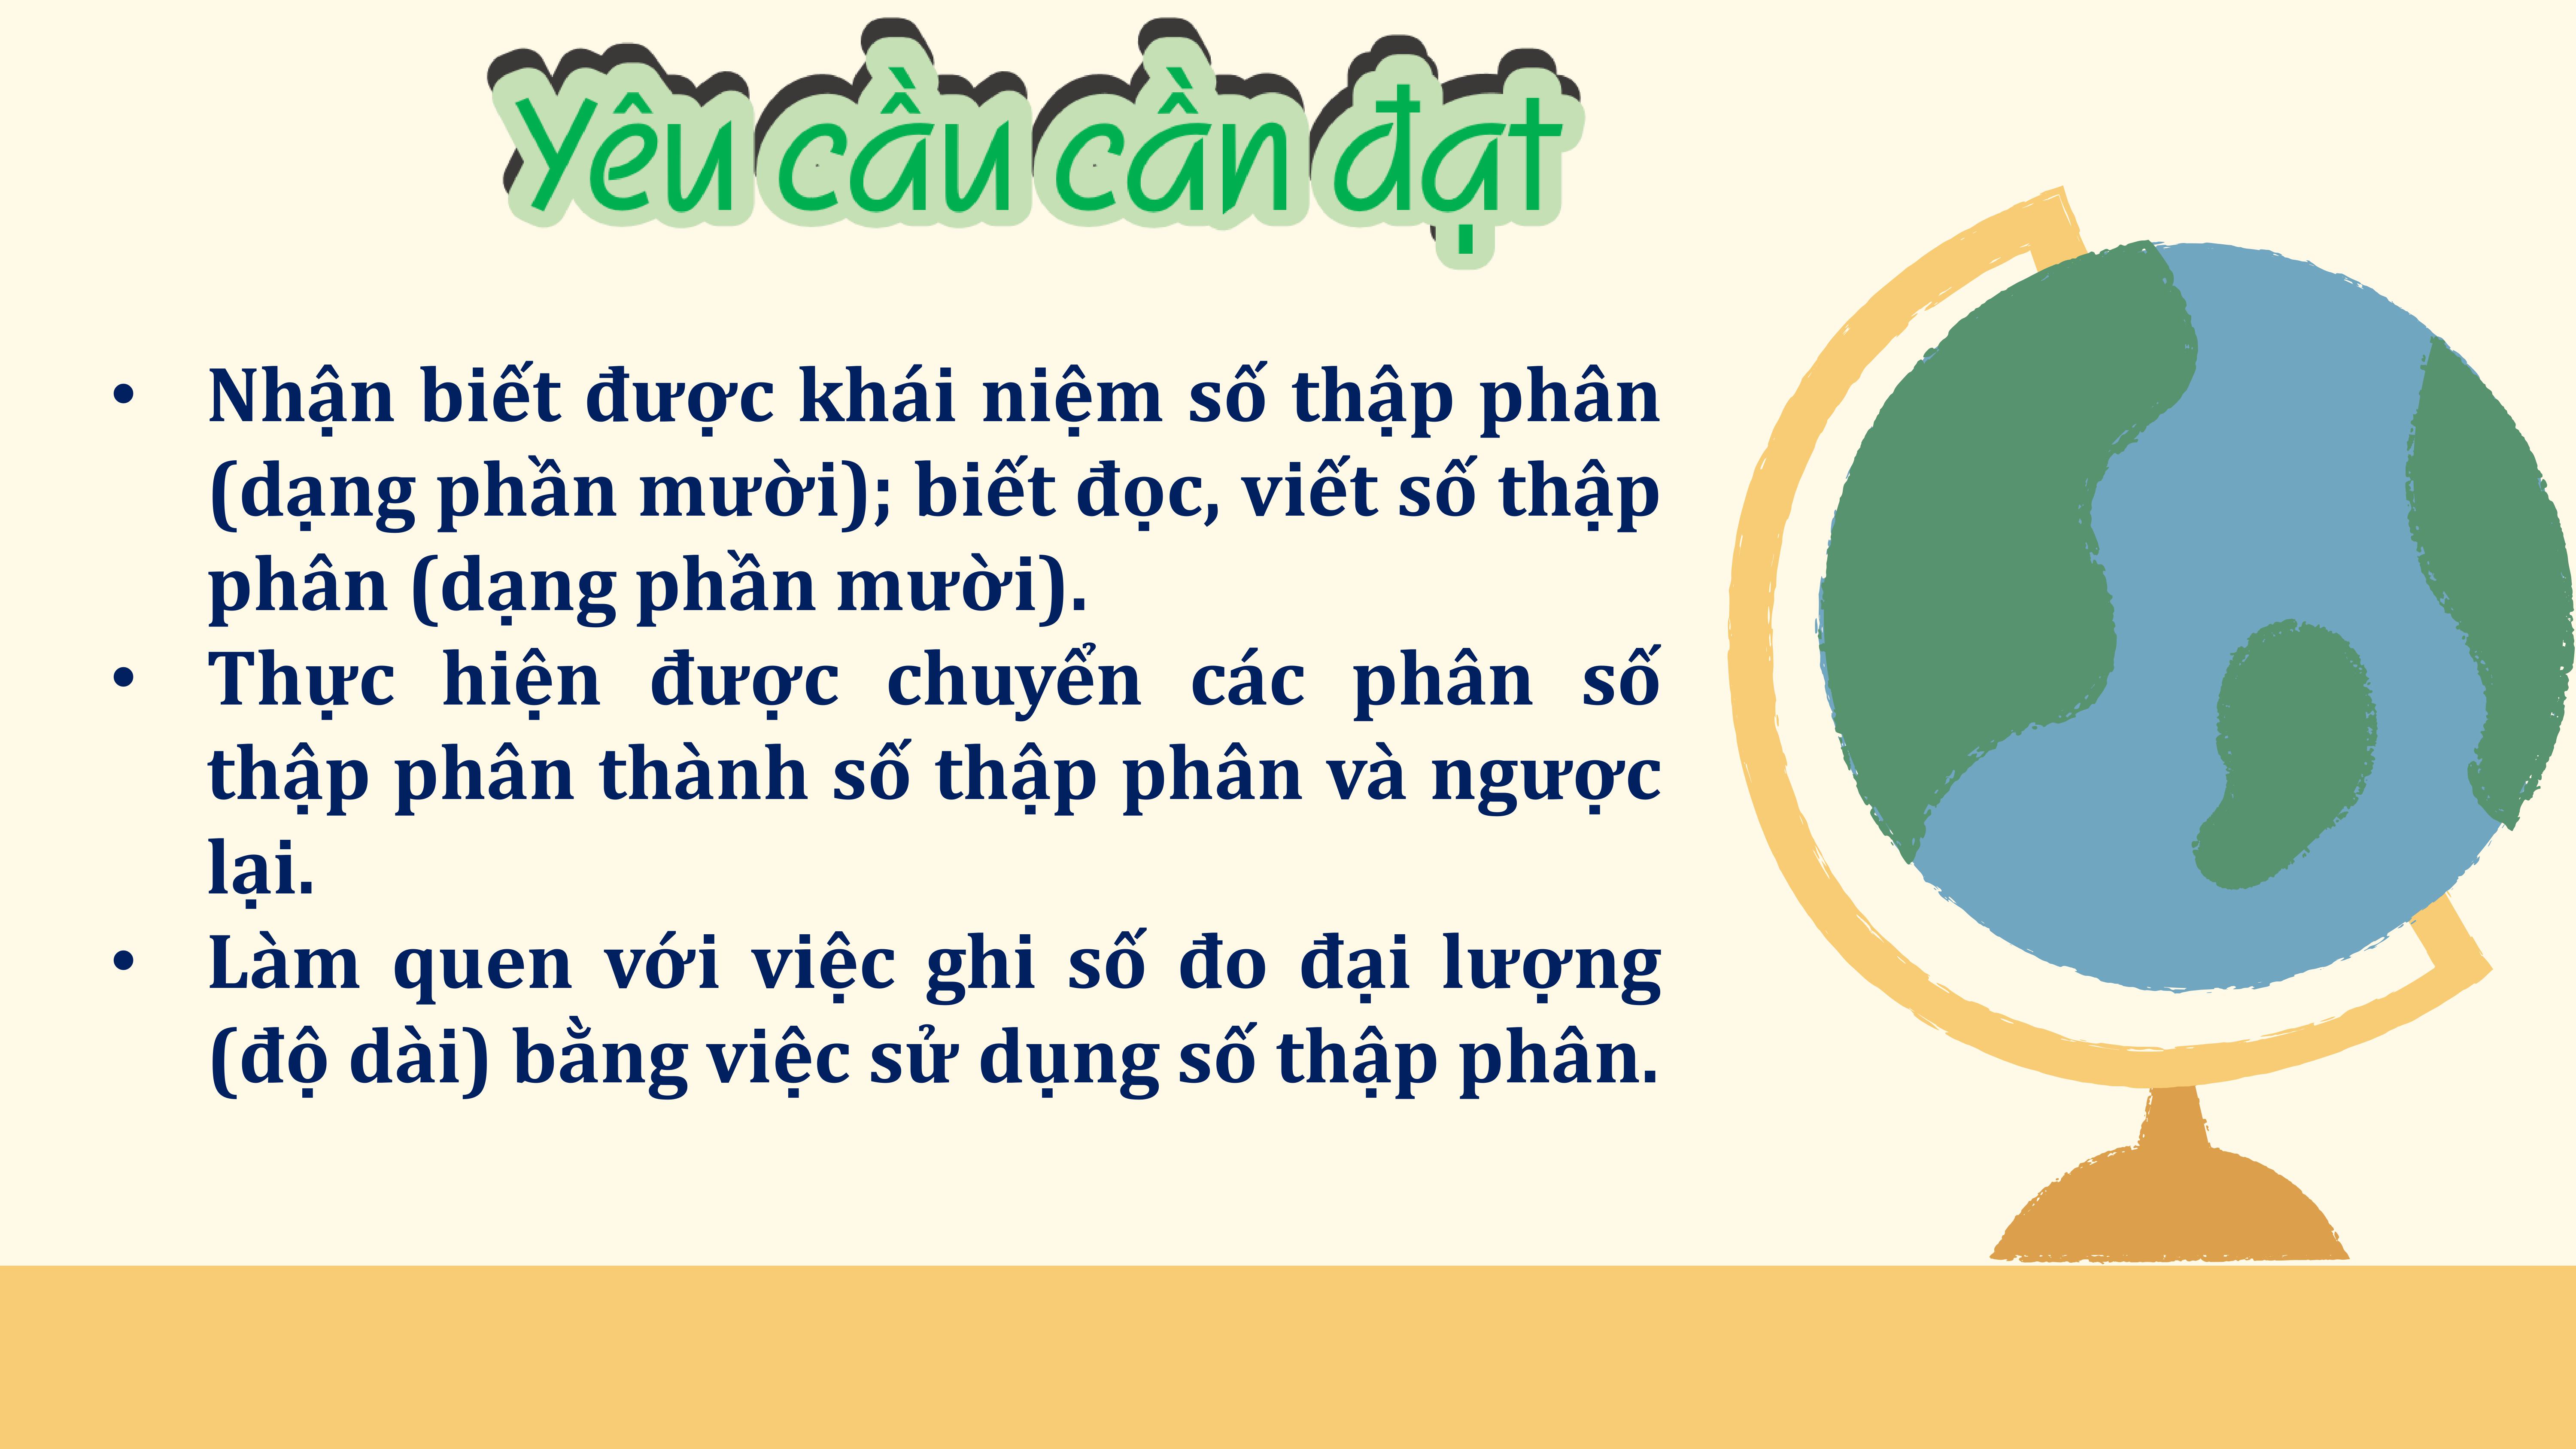 Yêu cầu cần đạt
• Nhận biết được khái niệm số thập phân
(dạng phần mười); biết đọc, viết số thập
phân (dạng phần mười).
• Thực hiện được chuyển các phân số
thập phân thành số thập phân và ngược
lại.
• Làm quen với việc ghi số đo đại lượng
(độ dài) bằng việc sử dụng số thập phân.